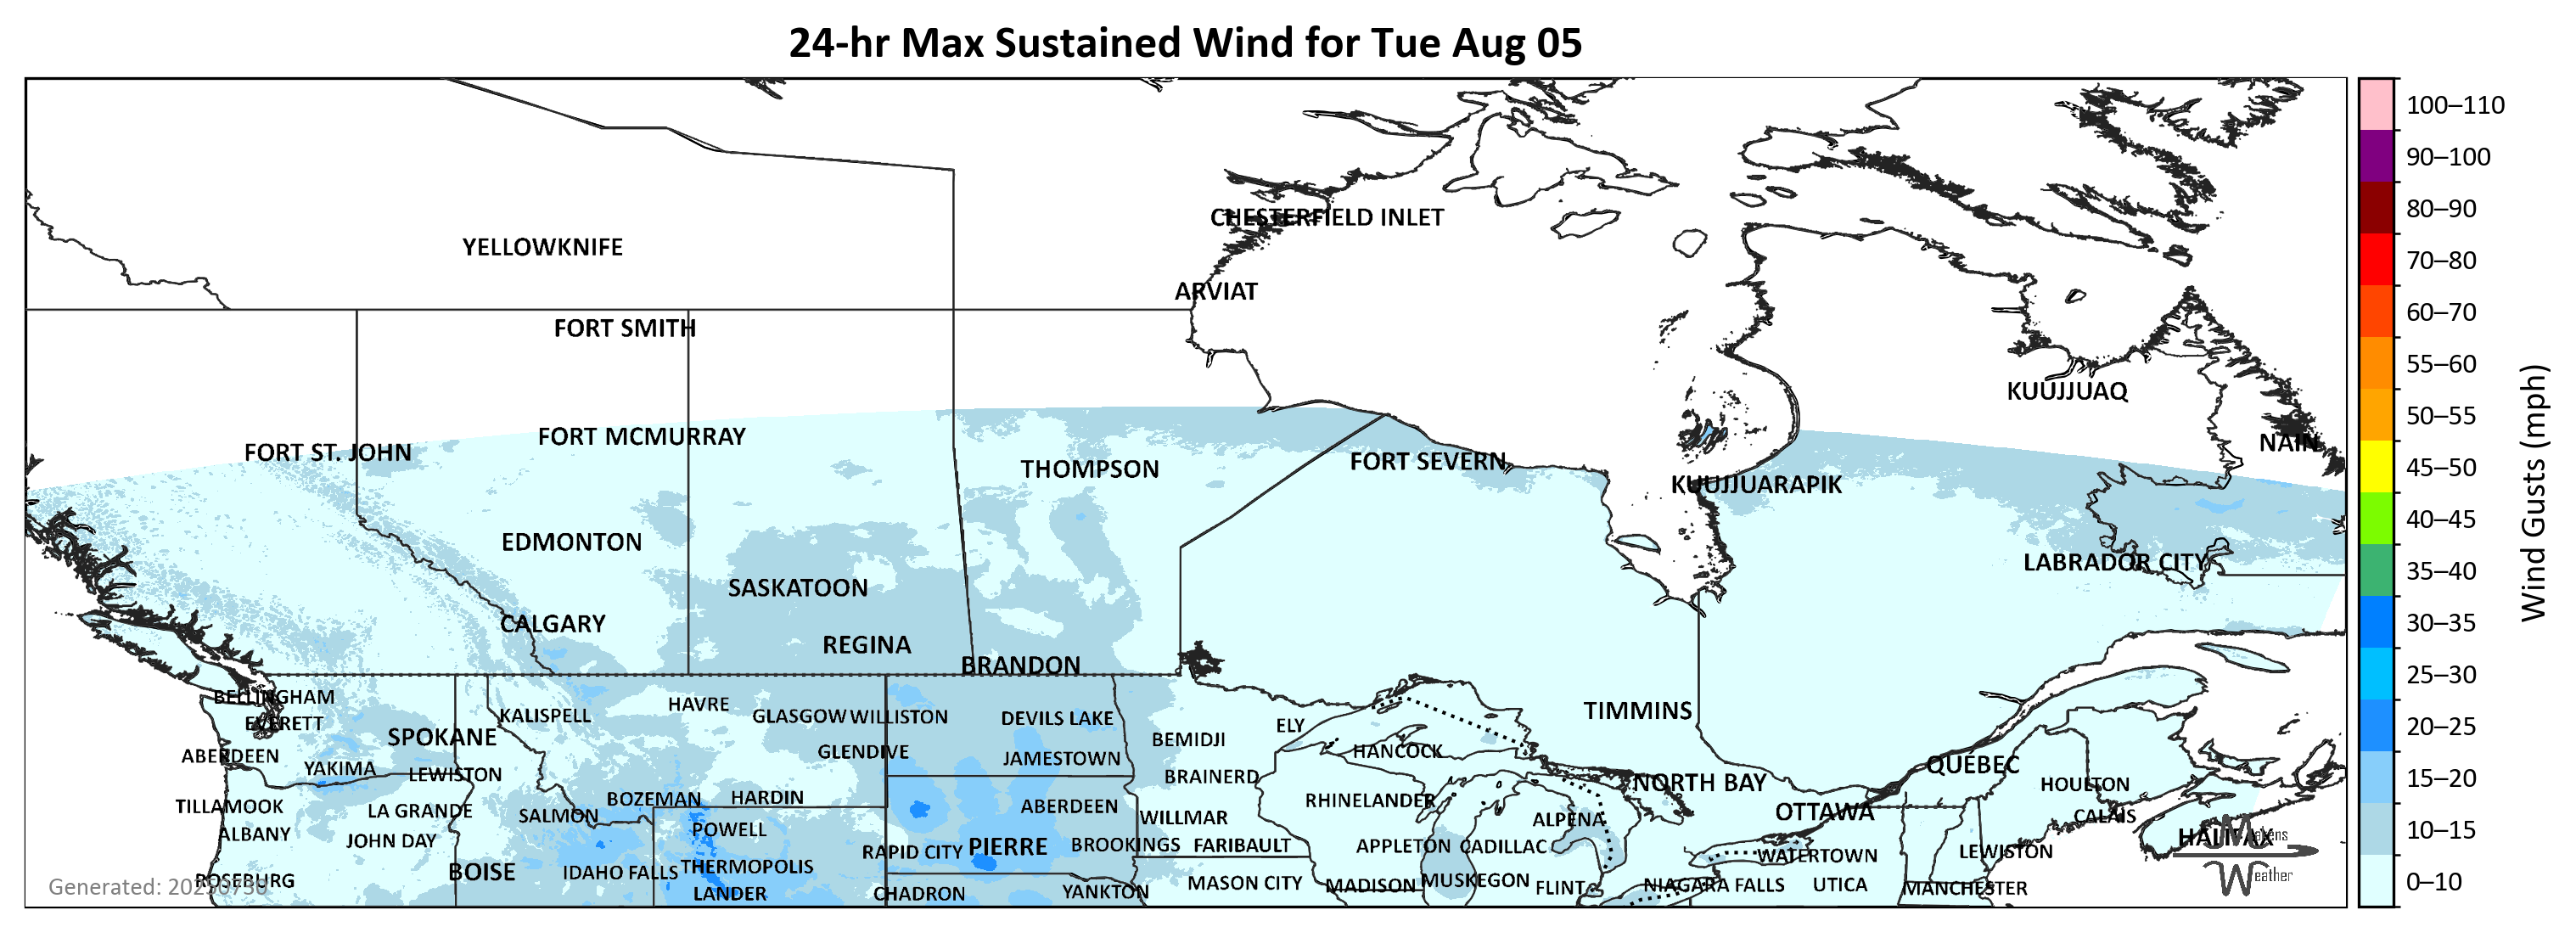 24-hr Max Sustained Wind for Tue Aug 05
100–110
90–100
80–90
70–80
60–70
55–60
50–55
45–50
40–45
35–40
30–35
25–30
20–25
15–20
10–15
0–10
Wind Gusts (mph)
CHESTERFIELD INLET
YELLOWKNIFE
ARVIAT
FORT SMITH
KUUJJUAQ
FORT MCMURRAY
NAIN
FORT ST. JOHN
FORT SEVERN
THOMPSON
KUUJJUARAPIK
EDMONTON
LABRADOR CITY
SASKATOON
CALGARY
REGINA
BRANDON
BELLINGHAM
HAVRE
TIMMINS
KALISPELL
GLASGOW
WILLISTON
DEVILS LAKE
EVERETT
ELY
SPOKANE
BEMIDJI
GLENDIVE
HANCOCK
ABERDEEN
JAMESTOWN
QUÉBEC
YAKIMA
LEWISTON
BRAINERD
NORTH BAY
HOULTON
BOZEMAN
HARDIN
RHINELANDER
TILLAMOOK
LA GRANDE
ABERDEEN
OTTAWA
SALMON
CALAIS
WILLMAR
ALPENA
POWELL
ALBANY
JOHN DAY
HALIFAX
Makens
Weather
PIERRE
BROOKINGS
FARIBAULT
APPLETON
CADILLAC
RAPID CITY
LEWISTON
WATERTOWN
THERMOPOLIS
BOISE
IDAHO FALLS
ROSEBURG
MUSKEGON
MASON CITY
MADISON
NIAGARA FALLS
UTICA
FLINT
MANCHESTER
Generated: 20250730
YANKTON
LANDER
CHADRON